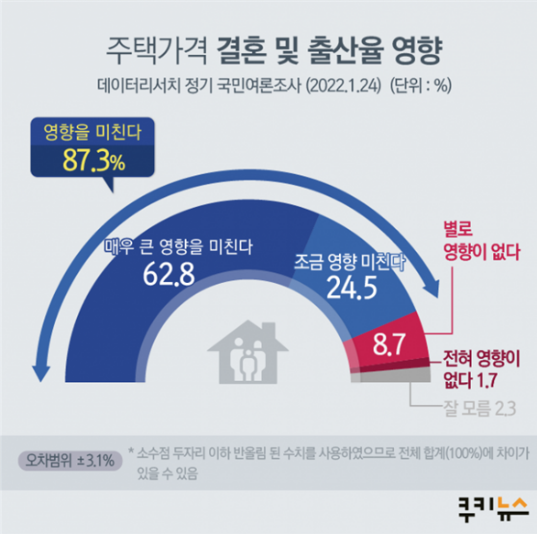 주택가격 결혼 및 출산율 영향
데이터리서치 정기 국민여론조사 (2022.1.24) (단위 : %)
영향을 미친다
87.3%
매우 큰 영향을 미친다
62.8
조금 영향 미친다
24.5
별로
영향이 없다
8.7
전혀 영향이
없다 1.7
잘 모름 2.3
오차범위 ±3.1%
* 소수점 두자리 이하 반올림 된 수치를 사용하였으므로 전체 합계(100%)에 차이가
있을 수 있음
쿠키뉴스